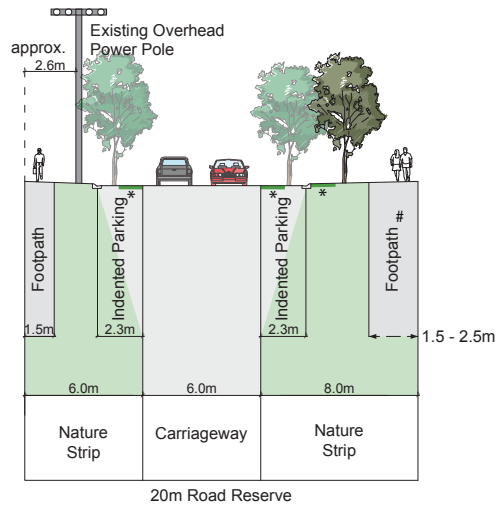 Existing Overhead
Power Pole
approx.
2.6m
* * *
Footpath
Indented Parking
Indented Parking
Footpath #
1.5m
2.3m
2.3m
1.5 - 2.5m
6.0m
6.0m
8.0m
Nature
Strip
Carriageway
Nature
Strip
20m Road Reserve